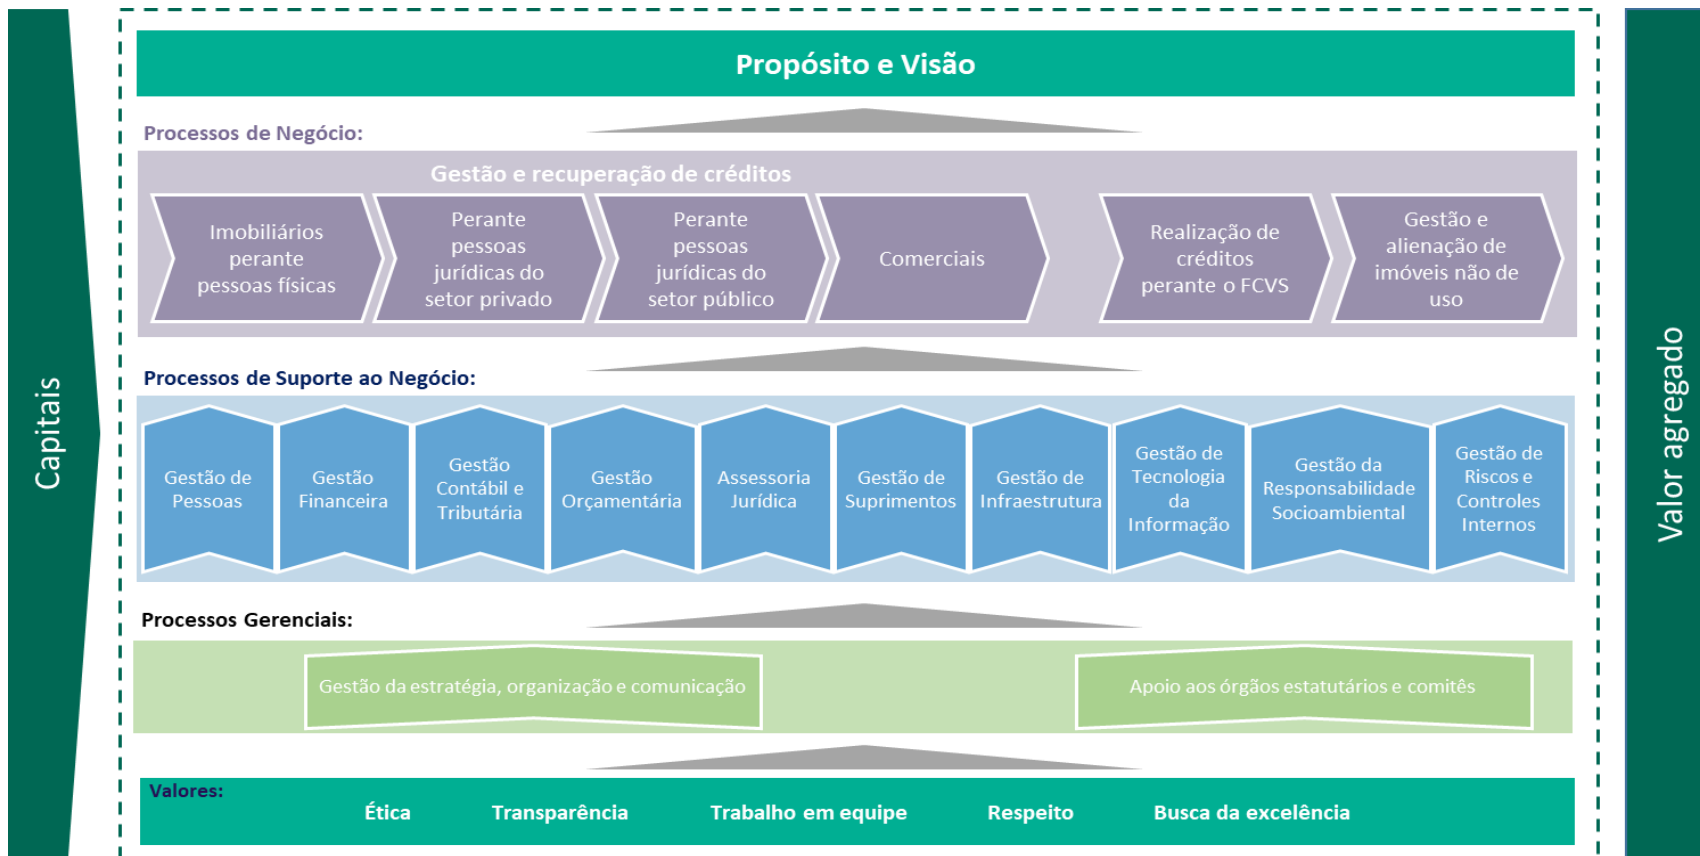 Capitais
Propósito e Visão
Processos de Negócio:
Gestão e recuperação de créditos
Imobiliários
perante
pessoas físicas
Perante
pessoas
jurídicas do
setor privado
Perante
pessoas
jurídicas do
setor público
Comerciais
Realização de
créditos
perante o FCVS
Gestão e
alienação de
imóveis não de
uso
Processos de Suporte ao Negócio:
Gestão de
Pessoas
Gestão
Financeira
Gestão
Contábil e
Tributária
Gestão
Orçamentária
Assessoria
Jurídica
Gestão de
Suprimentos
Gestão de
Infraestrutura
Gestão de
Tecnologia
da
Informação
Gestão da
Responsabilidade
Socioambiental
Gestão de
Riscos e
Controles
Internos
Processos Gerenciais:
Gestão da estratégia, organização e comunicação
Apoio aos órgãos estatutários e comitês
Valores:
Ética
Transparência
Trabalho em equipe
Respeito
Busca da excelência
Valor agregado